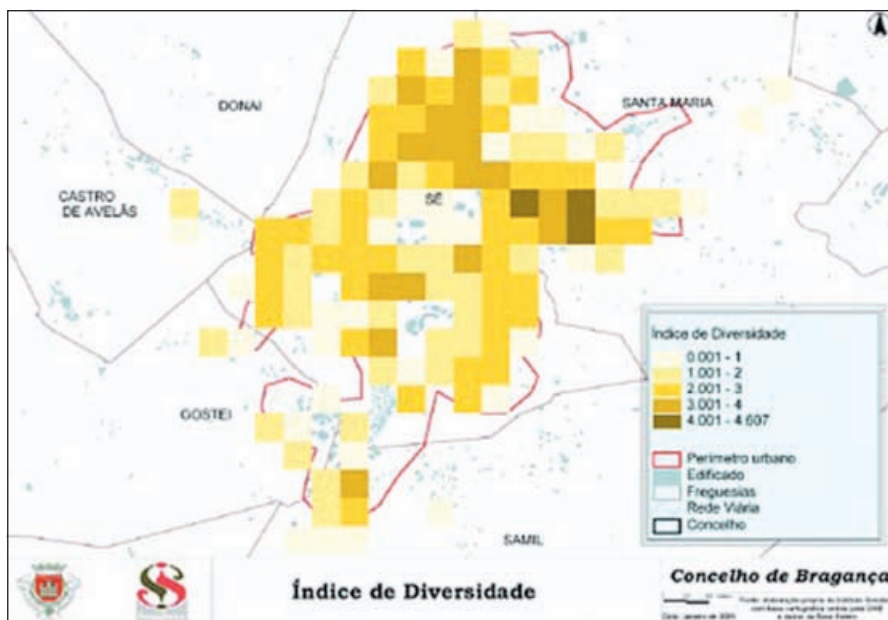 DONAI
SANTA MARIA
CASTRO
DE AVELÃS
SÉ
Índice de Diversidade
0.001 - 1
1.001 - 2
2.001 - 3
3.001 - 4
4.001 - 4.607
GOSTEI
Perímetro urbano
Edificado
Freguesias
Rede Viária
Concelho
SAMIL
Índice de Diversidade
Concelho de Bragança